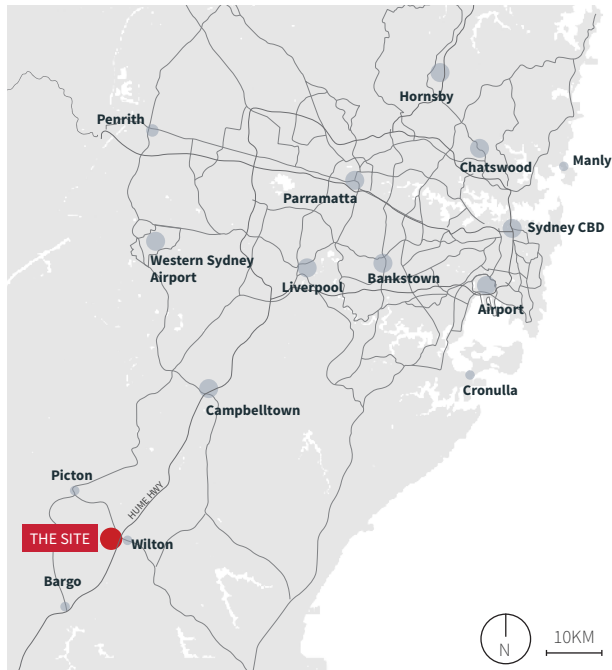 Hornsby
Penrith
Manly
Chatswood
Parramatta
Sydney CBD
Western Sydney
Airport
Bankstown
Liverpool
Airport
Cronulla
Campbelltown
Picton
HUME HWY
THE SITE
Wilton
Bargo
N
10KM